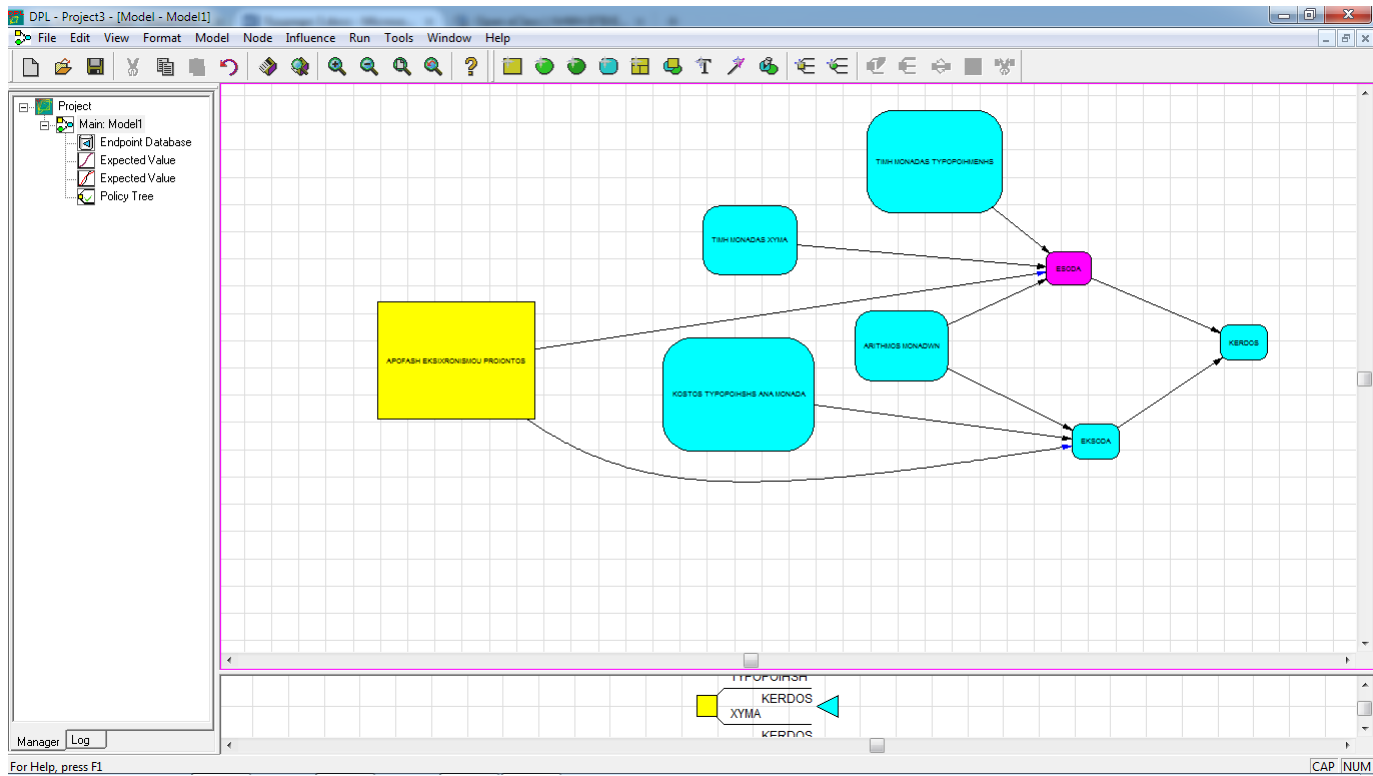 DPL - Project3 - [Model - Model1]
File Edit View Format Model Node Influence Run Tools Window Help
Project
Main: Model1
Endpoint Database
Expected Value
Expected Value
Policy Tree
TIMH MONADAS TYPOPOIHMENHS
TIMH MONADAS XYMA
ESODA
APOFASH EKSIXRONISMOU PROIONTOS
ARITHMOS MONADWN
KERDOS
KOSTOS TYPOPOIHSHS ANA MONADA
EKSODA
TYPOPOIHSH
KERDOS
XYMA
KERDOS
Manager Log
For Help, press F1
CAP NUM